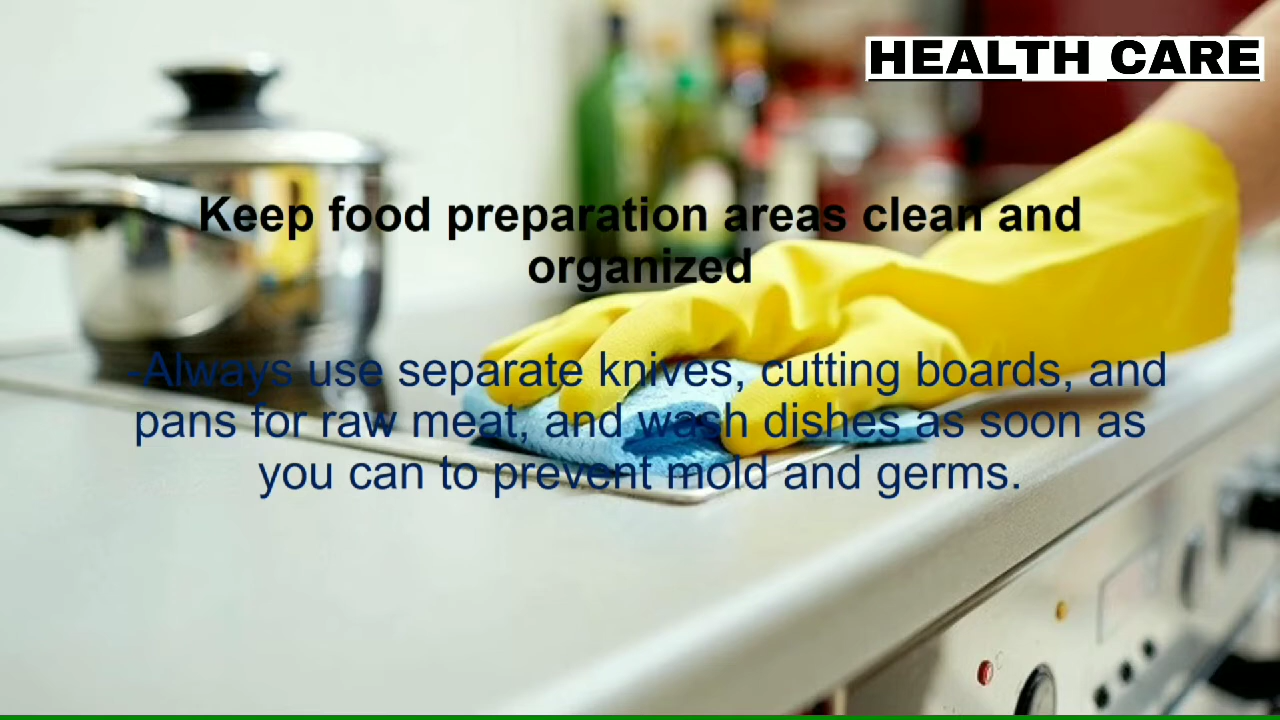 HEALTH CARE
Keep food preparation areas clean and
organized
-Always use separate knives, cutting boards, and
pans for raw meat, and wash dishes as soon as
you can to prevent mold and germs.